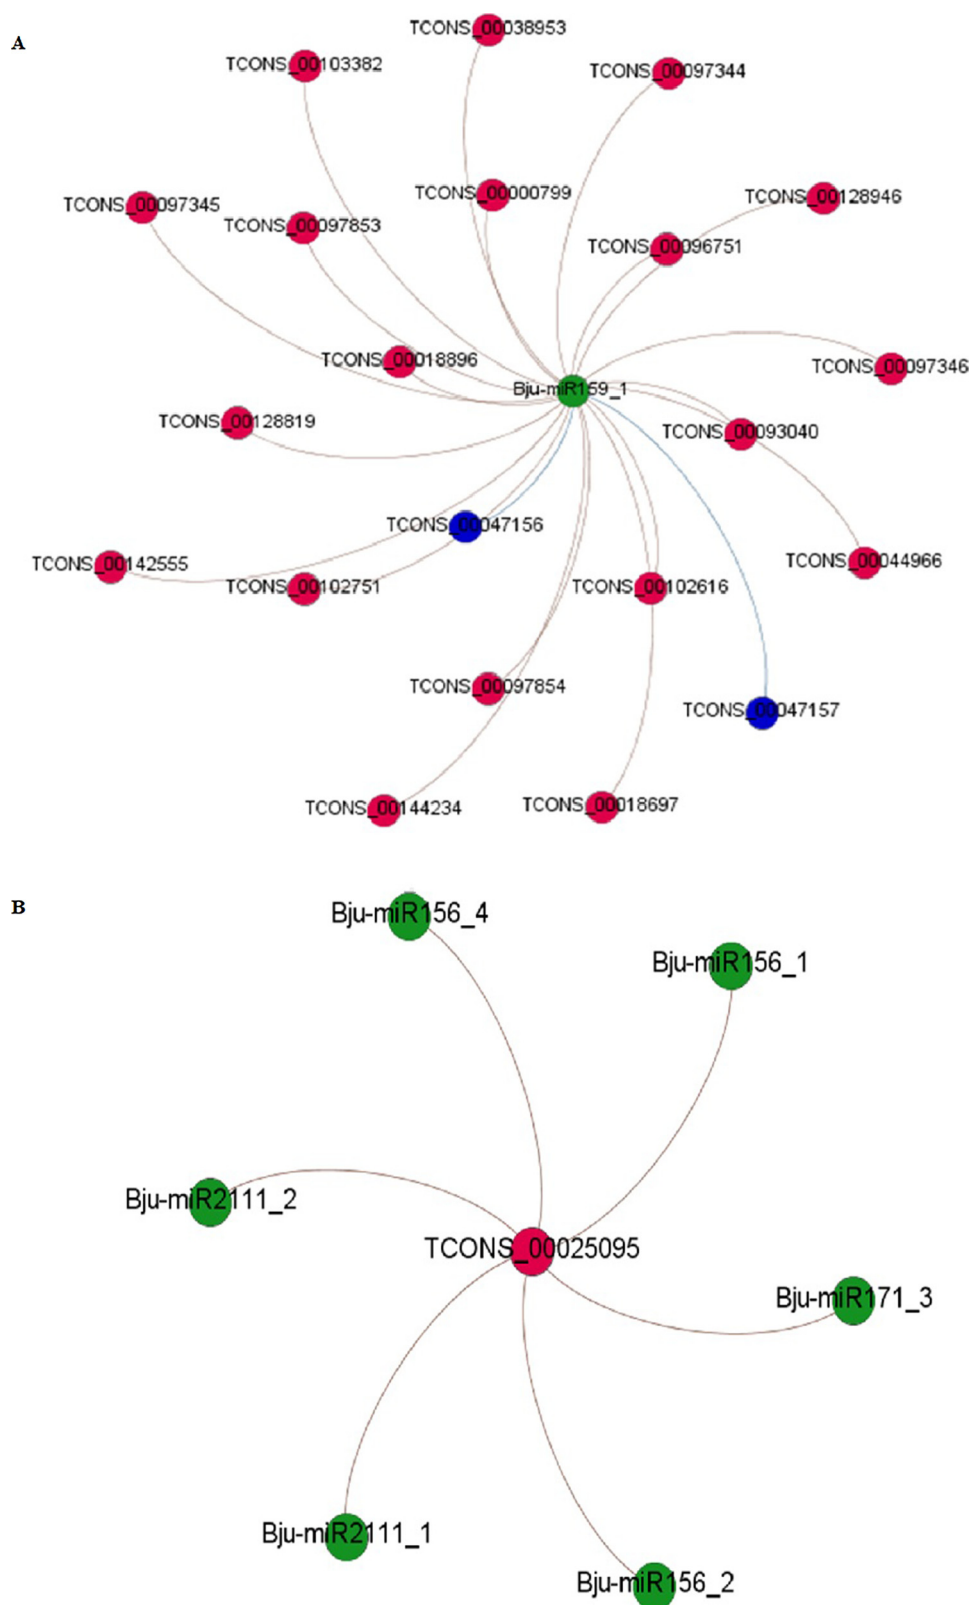 A
TCONS_00038953
TCONS_00103382
TCONS_00097344
TCONS_00000799
TCONS_00128946
TCONS_00097345
TCONS_00097853
TCONS_00096751
TCONS_00018896
TCONS_00097346
Bju-miR159_1
TCONS_00128819
TCONS_00093040
TCONS_00047156
TCONS_00142555
TCONS_00102751
TCONS_00102616
TCONS_00044966
TCONS_00097854
TCONS_00047157
TCONS_00144234
TCONS_00018697
B
Bju-miR156_4
Bju-miR156_1
Bju-miR2111_2
TCONS_00025095
Bju-miR171_3
Bju-miR2111_1
Bju-miR156_2